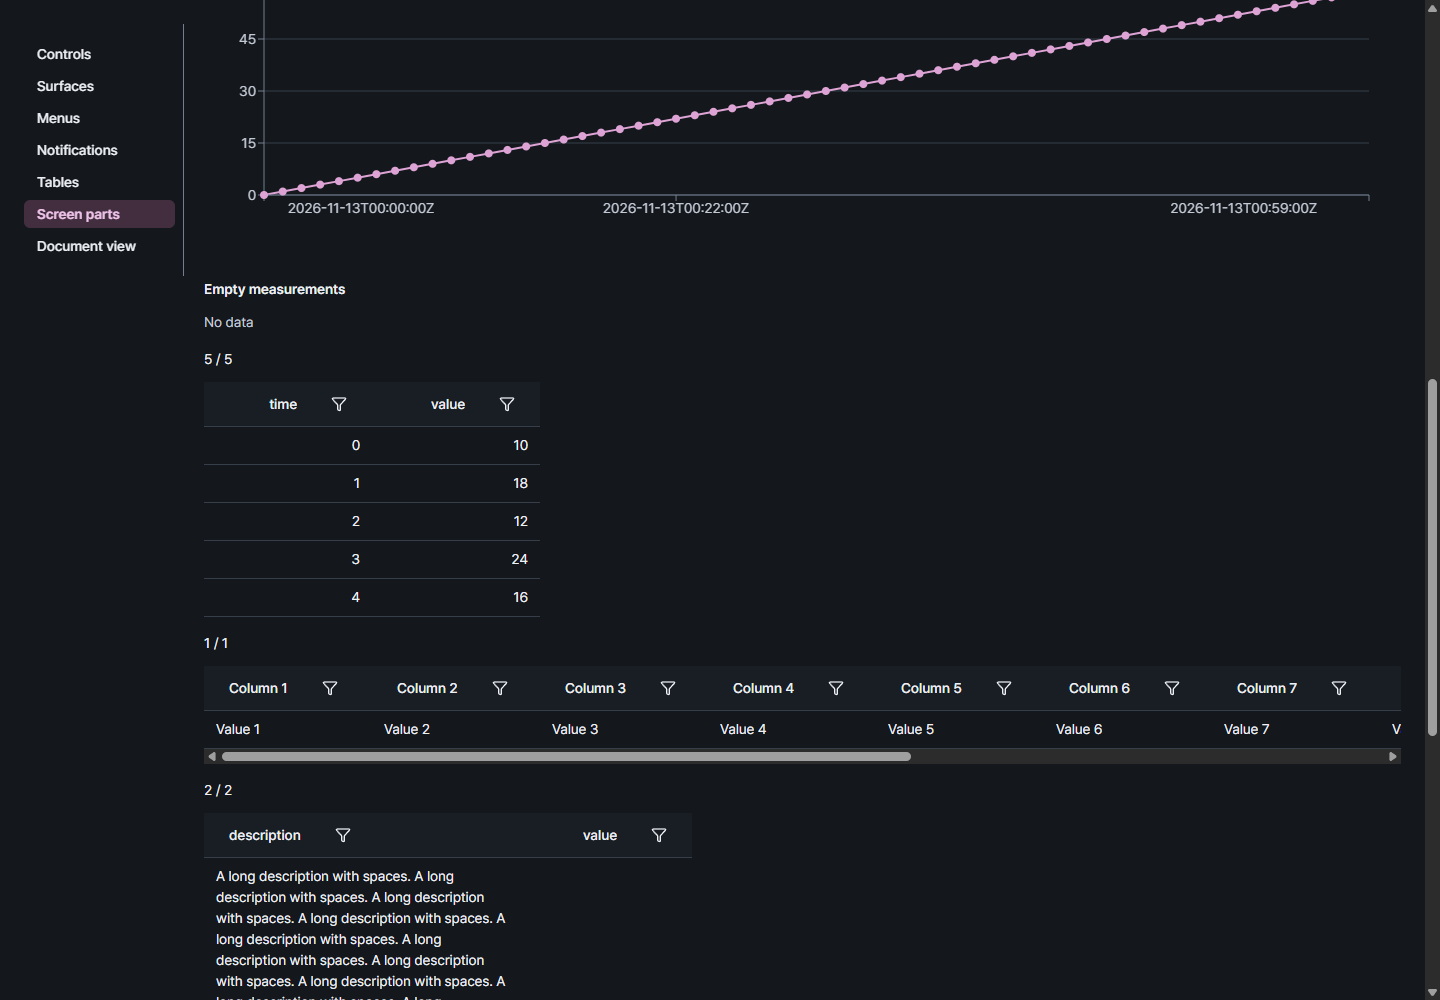 Controls
Surfaces
Menus
Notifications
Tables
Screen parts
Document view
45
30
15
0
2026-11-13T00:00:00Z 2026-11-13T00:22:00Z 2026-11-13T00:59:00Z
Empty measurements
No data
5 / 5
time value
0 10
1 18
2 12
3 24
4 16
1 / 1
Column 1 Column 2 Column 3 Column 4 Column 5 Column 6 Column 7
Value 1 Value 2 Value 3 Value 4 Value 5 Value 6 Value 7 V
2 / 2
description value
A long description with spaces. A long
description with spaces. A long description
with spaces. A long description with spaces. A
long description with spaces. A long
description with spaces. A long description
with spaces. A long description with spaces. A
long description with spaces. A long